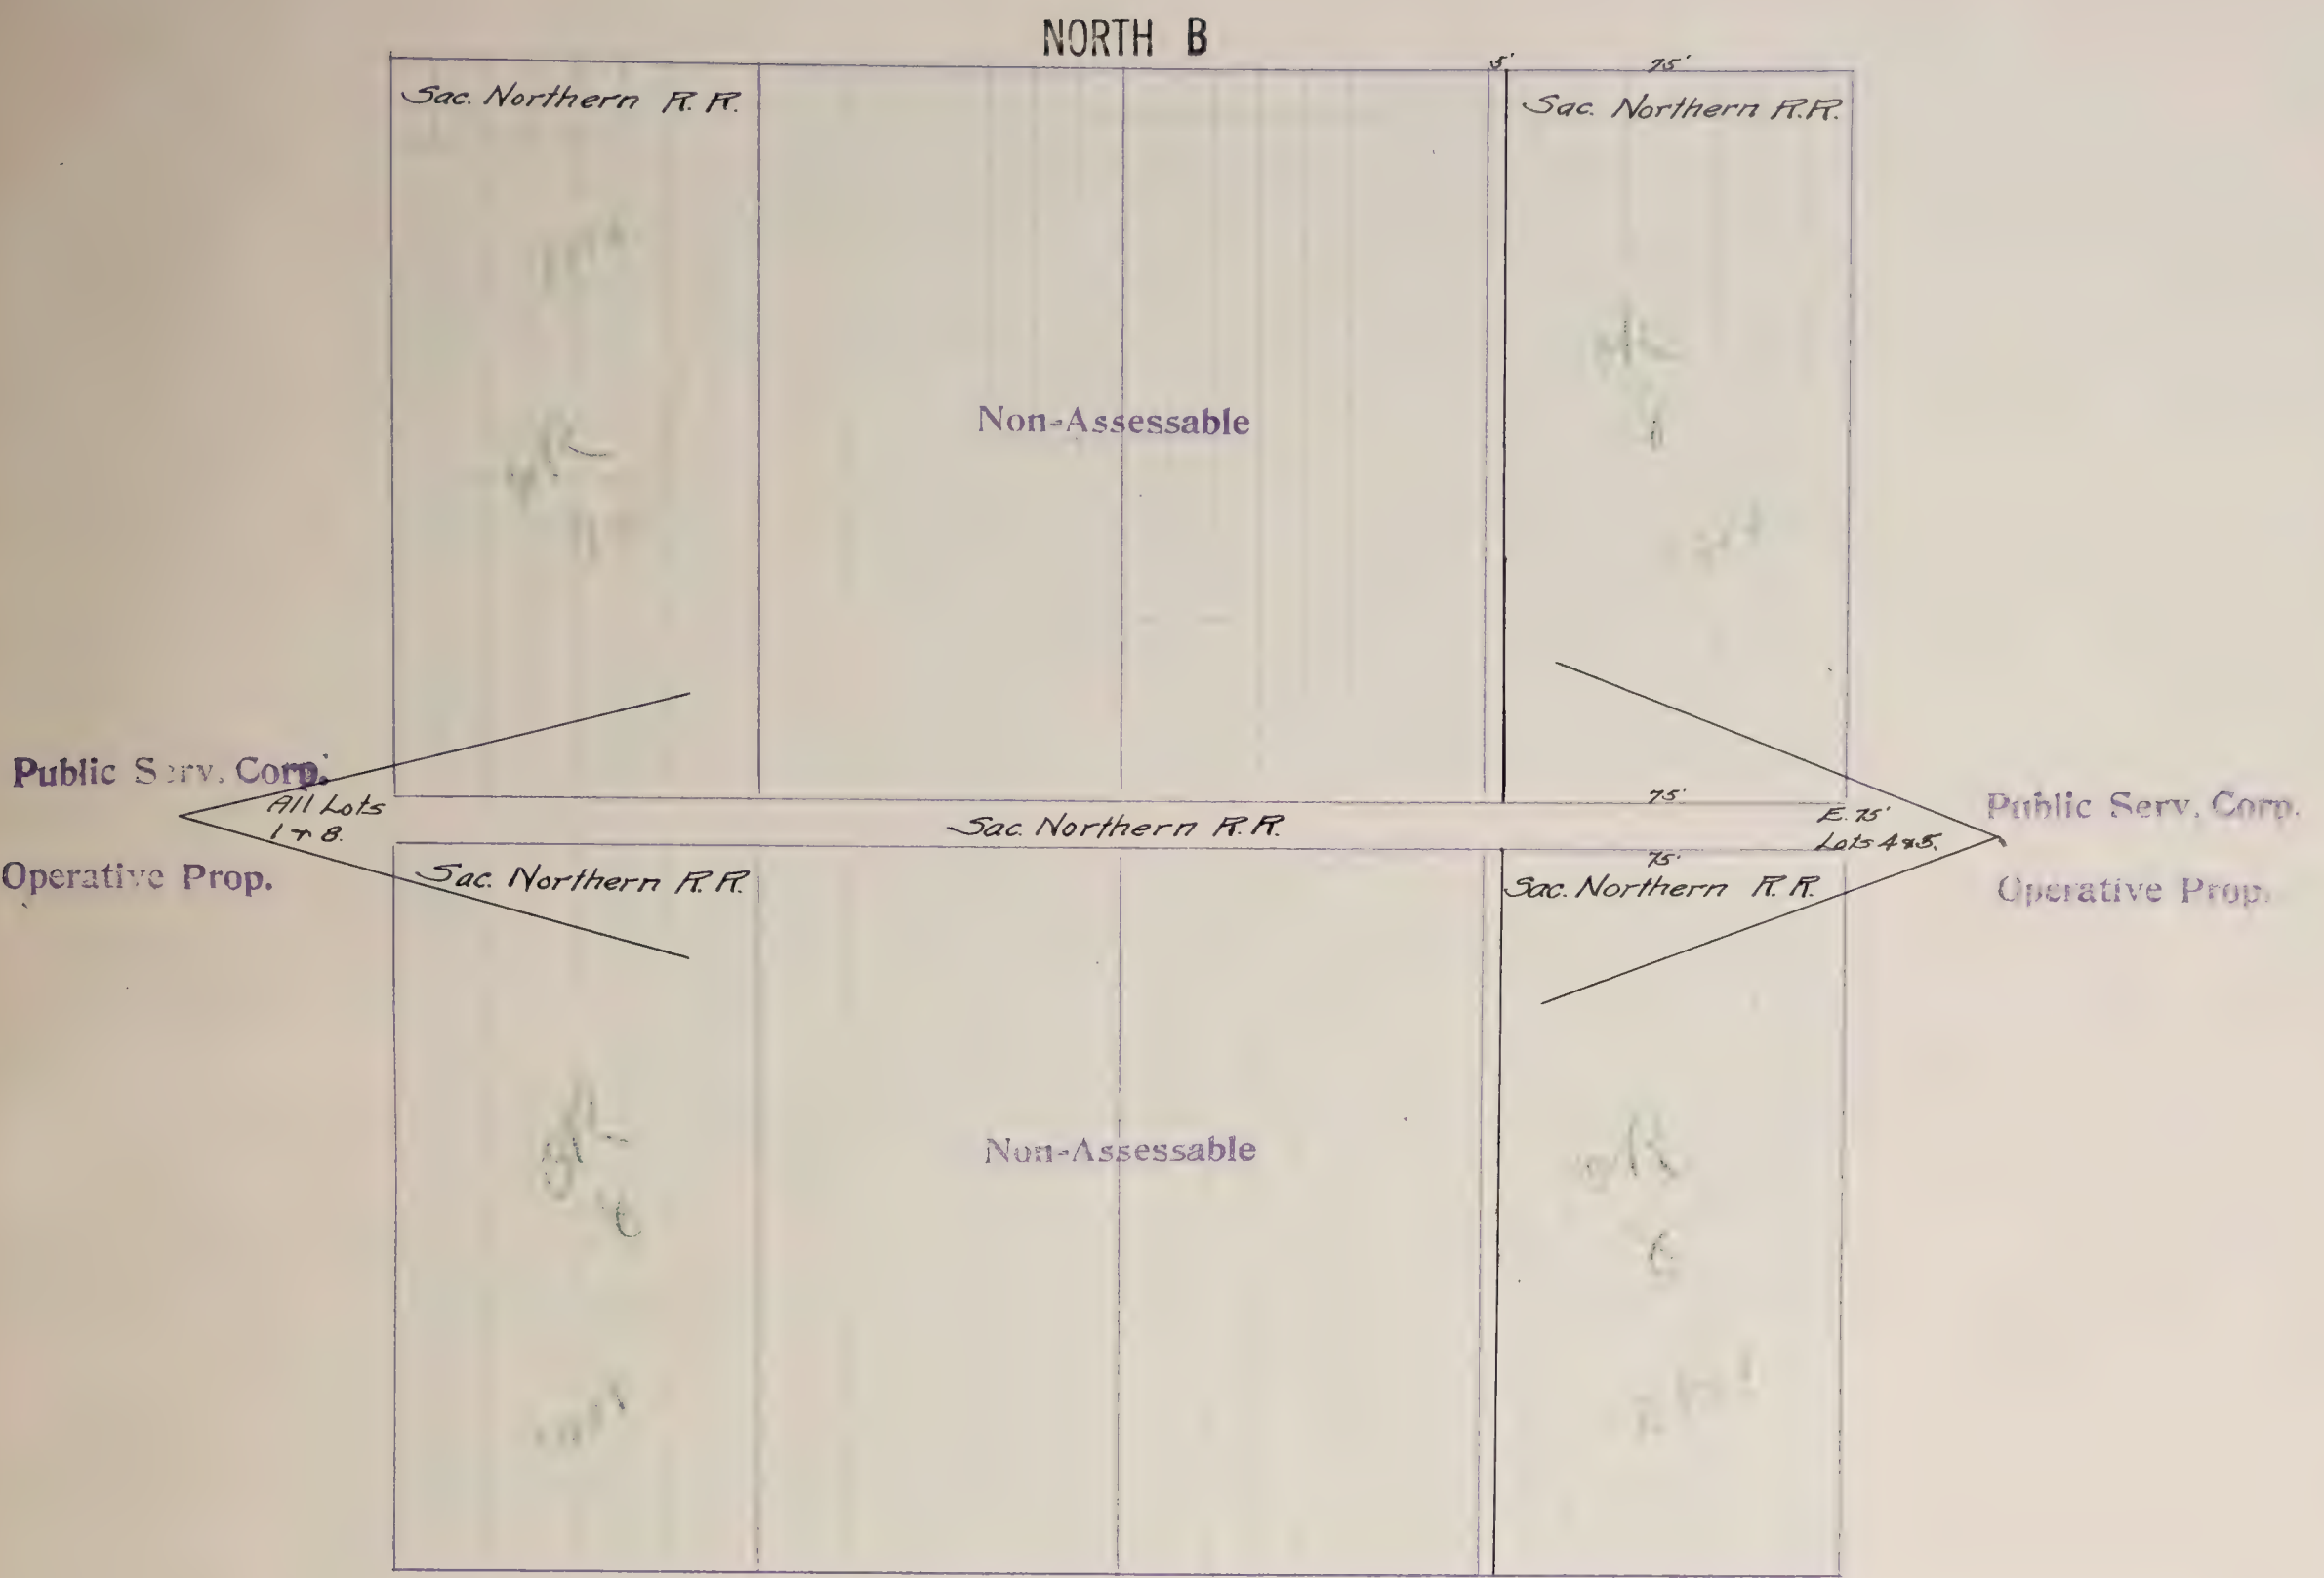 NORTH B
5'
75'
Sac. Northern R. R.
Sac. Northern R.R.
Non-Assessable
Public Serv. Corp.
All Lots
1 & 8.
Operative Prop.
75'
Sac. Northern R.R.
E. 75'
Lots 4 & 5.
Public Serv. Corp.
Operative Prop.
75'
Sac. Northern R. R.
Sac. Northern R. R.
Non-Assessable